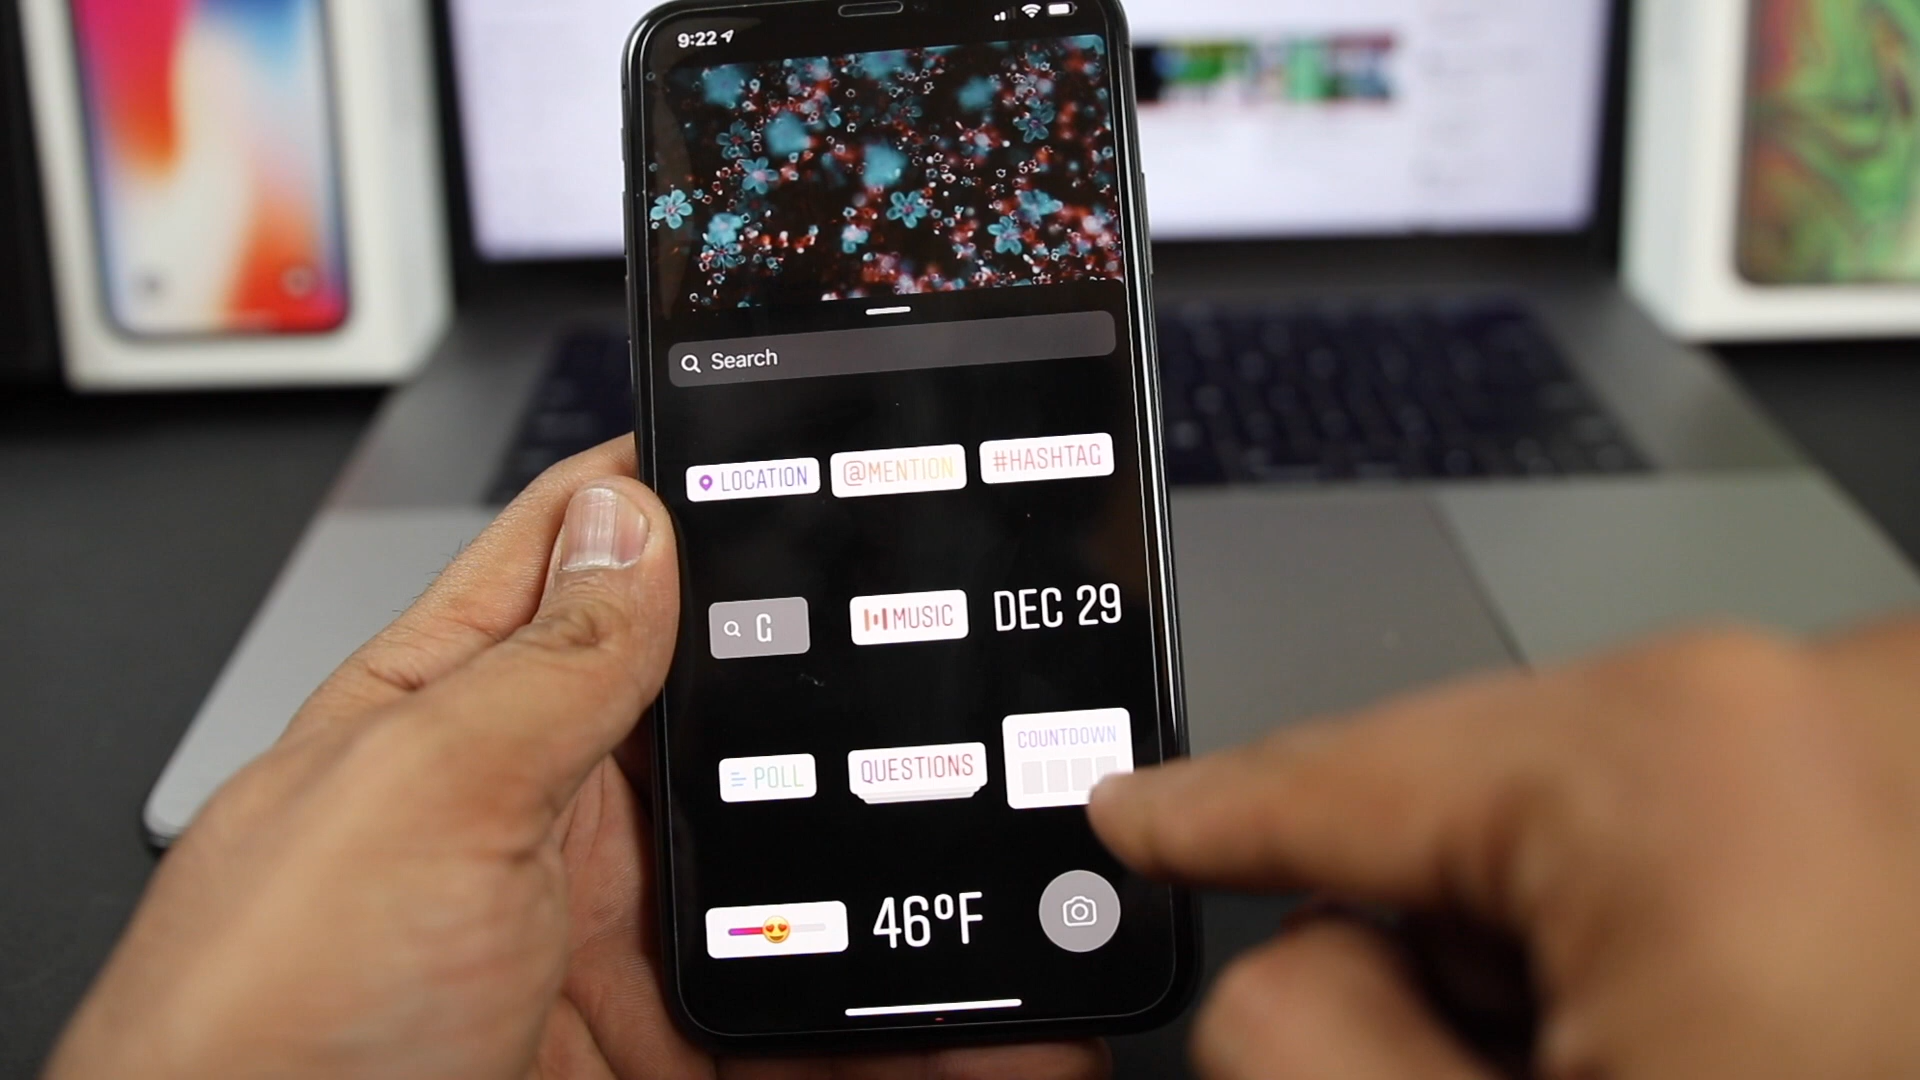 9:22
Search
LOCATION @MENTION #HASHTAG
G MUSIC DEC 29
POLL QUESTIONS COUNTDOWN
46°F